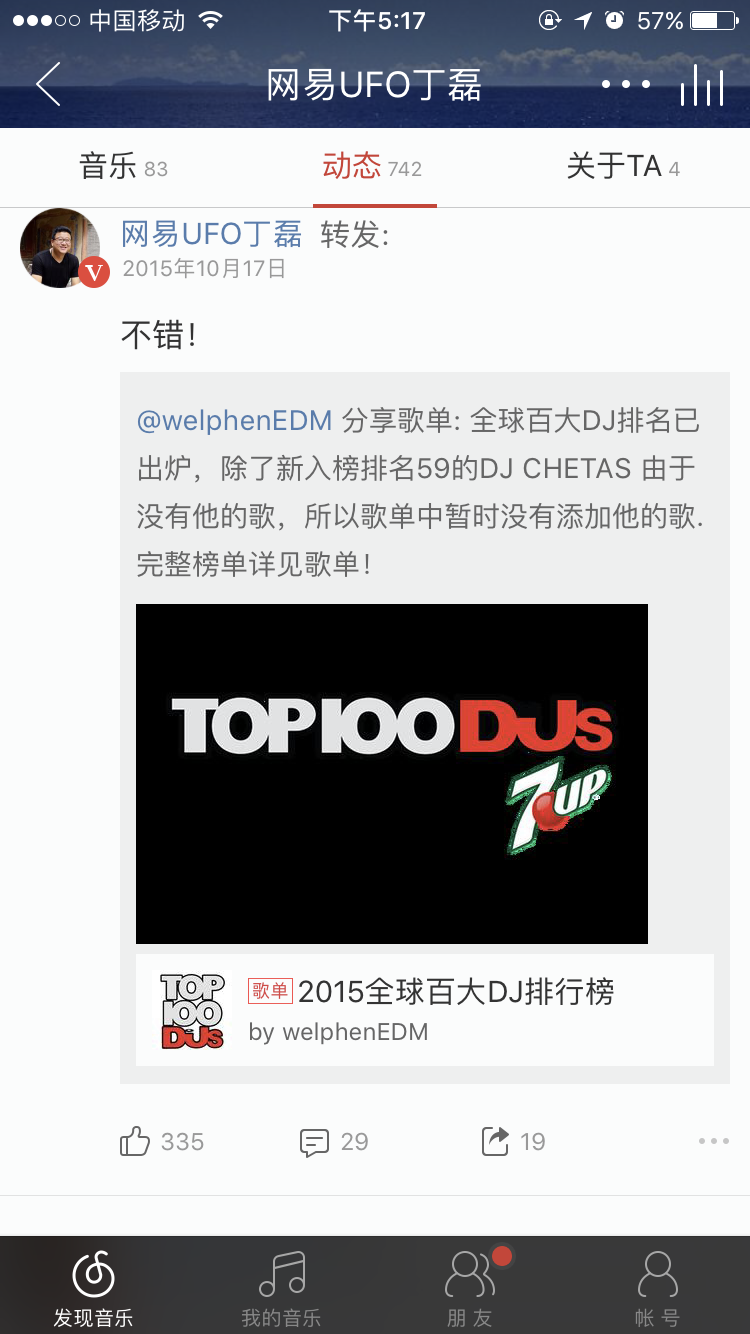 中国移动
下午5:17
57%
网易UFO丁磊
音乐 83
动态 742
关于TA 4
网易UFO丁磊 转发:
V
2015年10月17日
不错!
@welphenEDM 分享歌单: 全球百大DJ排名已
出炉，除了新入榜排名59的DJ CHETAS 由于
没有他的歌，所以歌单中暂时没有添加他的歌.
完整榜单详见歌单!
TOP100DJs
7UP
TOP
100
DJs
歌单 2015全球百大DJ排行榜
by welphenEDM
335
29
19
发现音乐
我的音乐
朋友
帐号